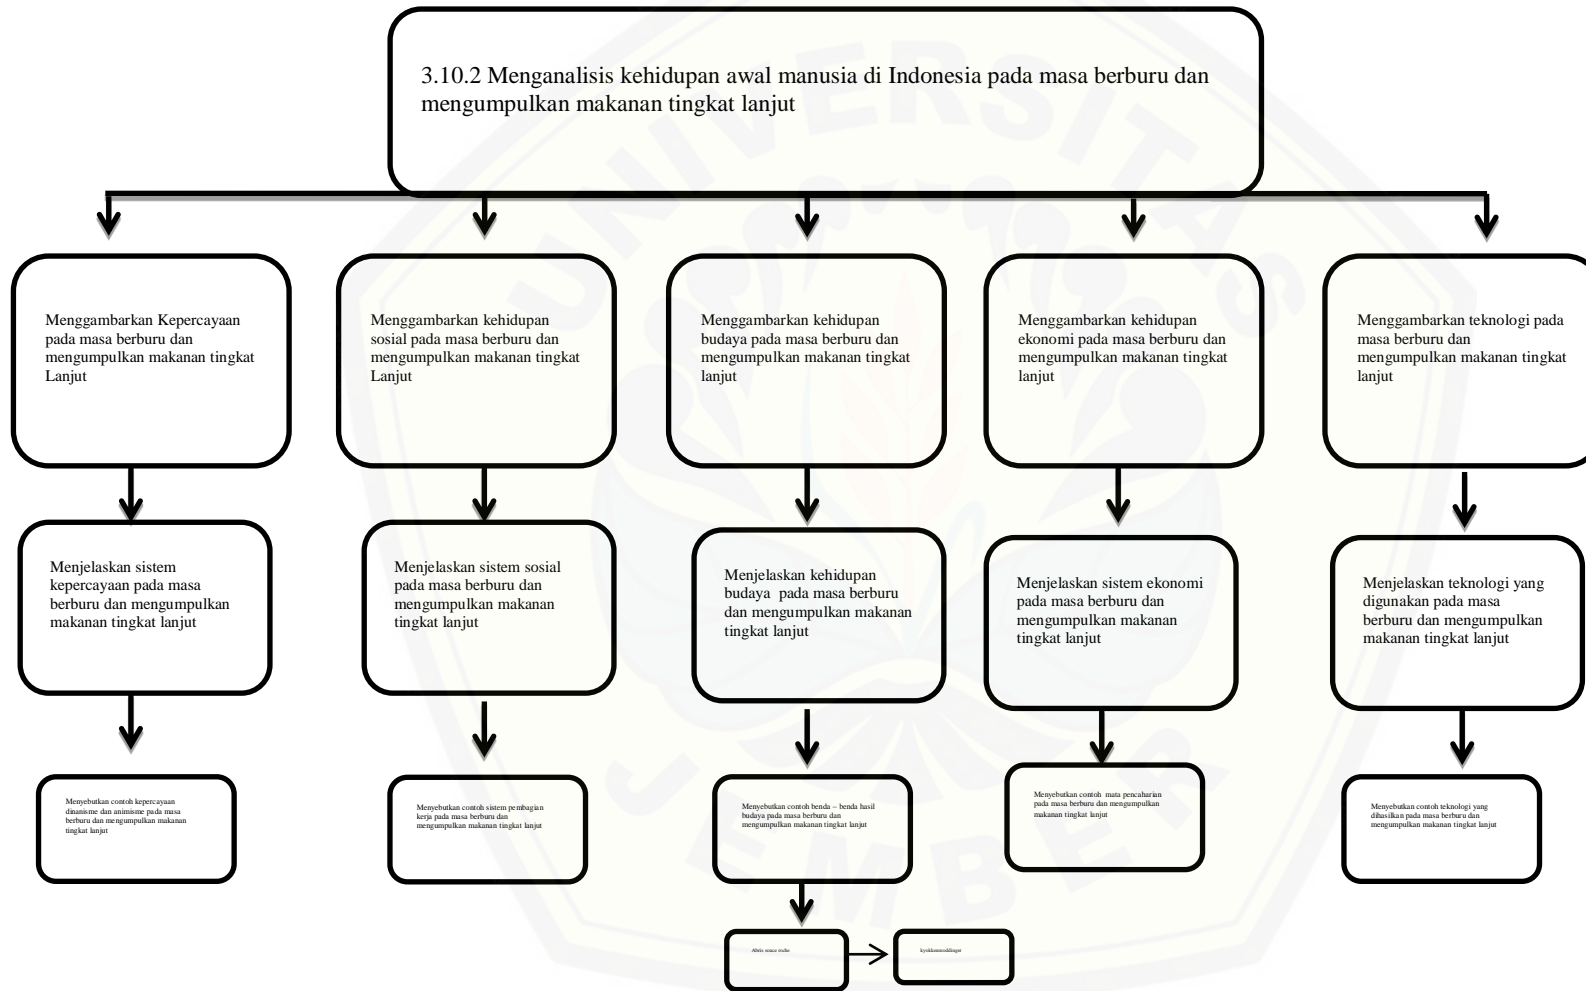 3.10.2 Menganalisis kehidupan awal manusia di Indonesia pada masa berburu dan
mengumpulkan makanan tingkat lanjut
Menggambarkan Kepercayaan
pada masa berburu dan
mengumpulkan makanan tingkat
Lanjut
Menggambarkan kehidupan
sosial pada masa berburu dan
mengumpulkan makanan tingkat
Lanjut
Menggambarkan kehidupan
budaya pada masa berburu dan
mengumpulkan makanan tingkat
lanjut
Menggambarkan kehidupan
ekonomi pada masa berburu dan
mengumpulkan makanan tingkat
lanjut
Menggambarkan teknologi pada
masa berburu dan
mengumpulkan makanan tingkat
lanjut
Menjelaskan sistem
kepercayaan pada masa
berburu dan mengumpulkan
makanan tingkat lanjut
Menjelaskan sistem sosial
pada masa berburu dan
mengumpulkan makanan
tingkat lanjut
Menjelaskan kehidupan
budaya pada masa berburu
dan mengumpulkan makanan
tingkat lanjut
Menjelaskan sistem ekonomi
pada masa berburu dan
mengumpulkan makanan
tingkat lanjut
Menjelaskan teknologi yang
digunakan pada masa
berburu dan mengumpulkan
makanan tingkat lanjut
Menyebutkan contoh kepercayaan
dinanisme dan animisme pada masa
berburu dan mengumpulkan makanan
tingkat lanjut
Menyebutkan contoh sistem pembagian
kerja pada masa berburu dan
mengumpulkan makanan tingkat lanjut
Menyebutkan contoh benda – benda hasil
budaya pada masa berburu dan
mengumpulkan makanan tingkat lanjut
Menyebutkan contoh mata pencaharian
pada masa berburu dan mengumpulkan
makanan tingkat lanjut
Menyebutkan contoh teknologi yang
dihasilkan pada masa berburu dan
mengumpulkan makanan tingkat lanjut
UNIVERSITAS
JEMBER